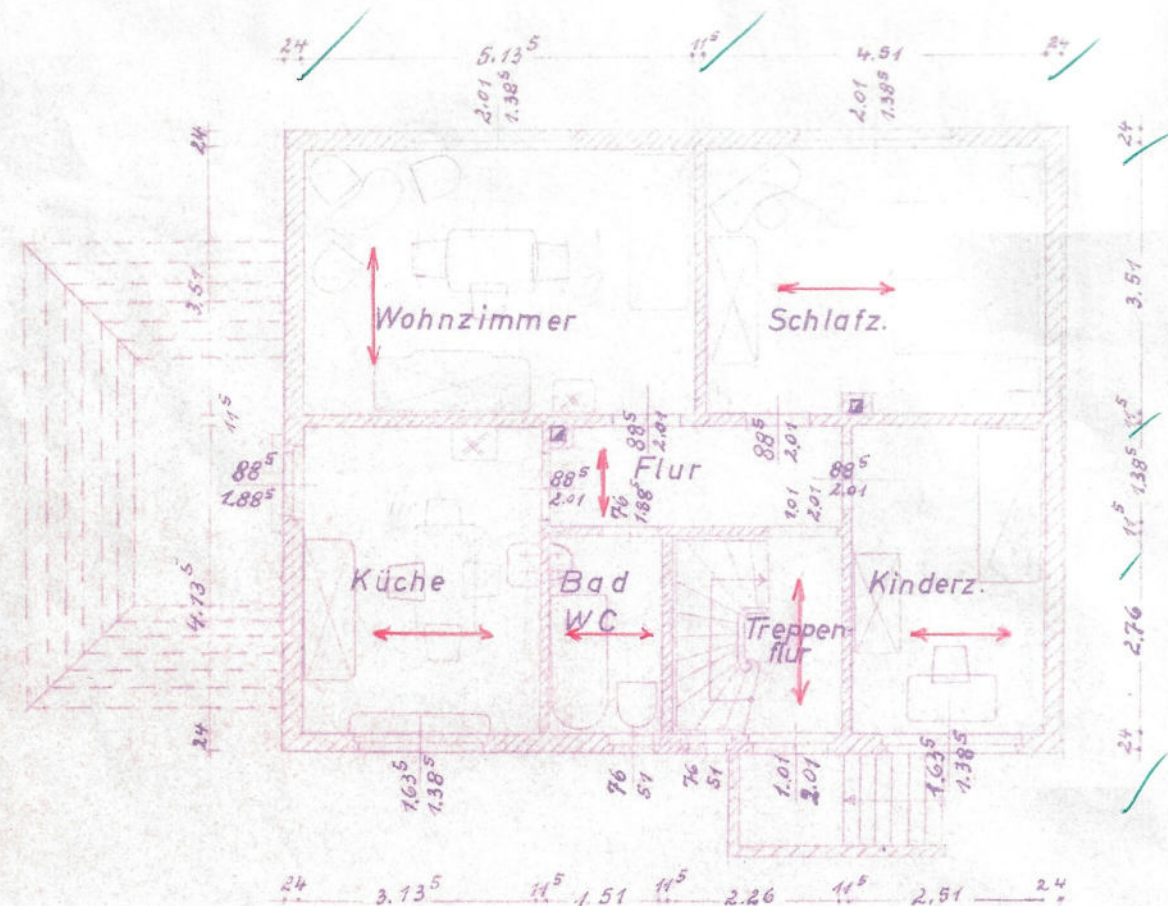 24 5.13⁵ 11⁵ 4.51 24
2.01 1.38⁵ 2.01 1.38⁵
24 24
3.51 3.51
Wohnzimmer Schlafz.
11⁵ 11⁵
88⁵ 2.01 88⁵ 2.01
88⁵ 1.88⁵ 88⁵ 2.01 Flur 88⁵ 2.01 1.38⁵
76 1.88⁵ 1.01 2.01 11⁵
4.13⁵ Küche Bad Kinderz.
WC Treppen- 2.76
flur
24 24
1.63⁵ 1.38⁵ 76 51 76 51 1.01 2.01 1.63⁵ 1.38⁵
24 3.13⁵ 11⁵ 1.51 11⁵ 2.26 11⁵ 2.51 24